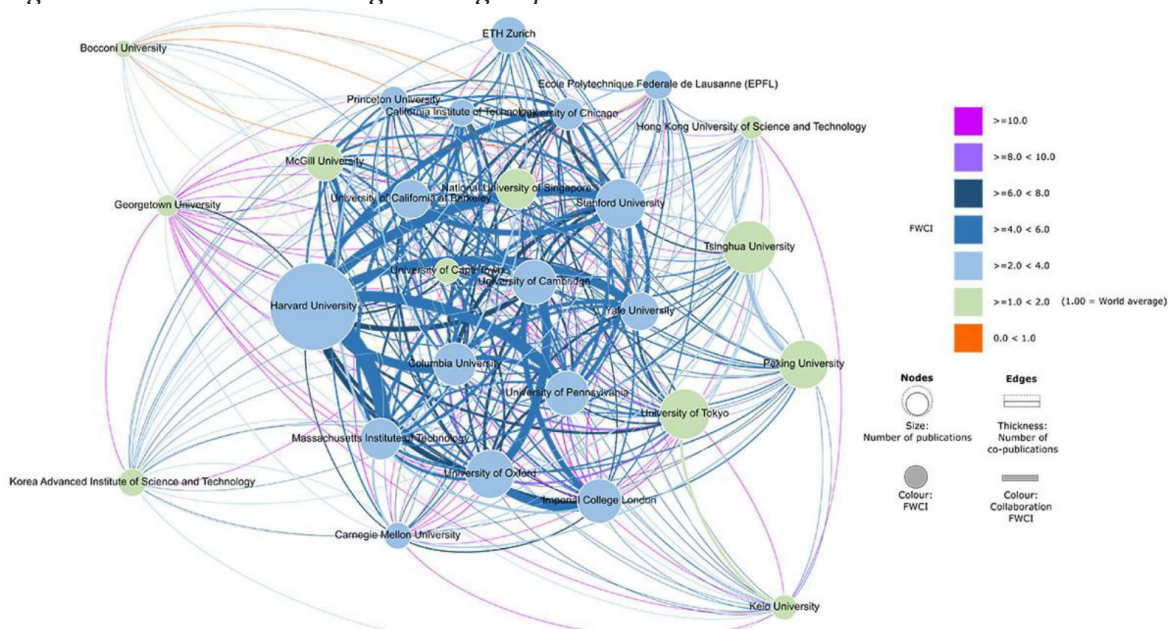 ETH Zurich
Bocconi University
Ecole Polytechnique Federale de Lausanne (EPFL)
Princeton University
California Institute of Technology
University of Chicago
Hong Kong University of Science and Technology
McGill University
National University of Singapore
University of California at Berkeley
Stanford University
Georgetown University
Tsinghua University
University of Cape Town
University of Cambridge
Harvard University
Yale University
Columbia University
Peking University
University of Pennsylvania
University of Tokyo
Massachusetts Institute of Technology
University of Oxford
Korea Advanced Institute of Science and Technology
Imperial College London
Carnegie Mellon University
Keio University
FWCI
>=10.0
>=8.0 < 10.0
>=6.0 < 8.0
>=4.0 < 6.0
>=2.0 < 4.0
>=1.0 < 2.0 (1.00 = World average)
0.0 < 1.0
Nodes
Size:
Number of publications
Colour:
FWCI
Edges
Thickness:
Number of
co-publications
Colour:
Collaboration
FWCI